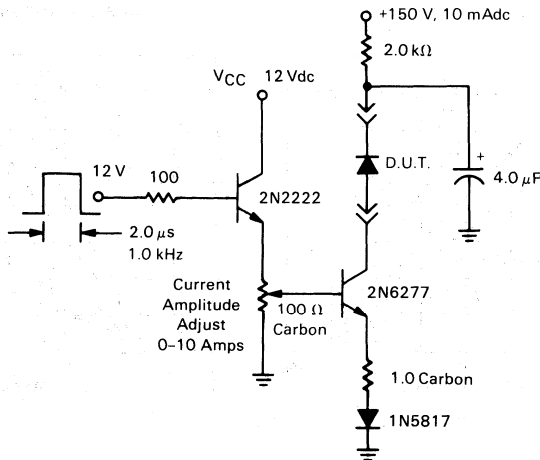 +150 V, 10 mAdc
2.0 kΩ
VCC 12 Vdc
D.U.T.
+
4.0 μF
12 V
100
2N2222
2.0 μs
1.0 kHz
Current
Amplitude
Adjust
0–10 Amps
100 Ω
Carbon
2N6277
1.0 Carbon
1N5817